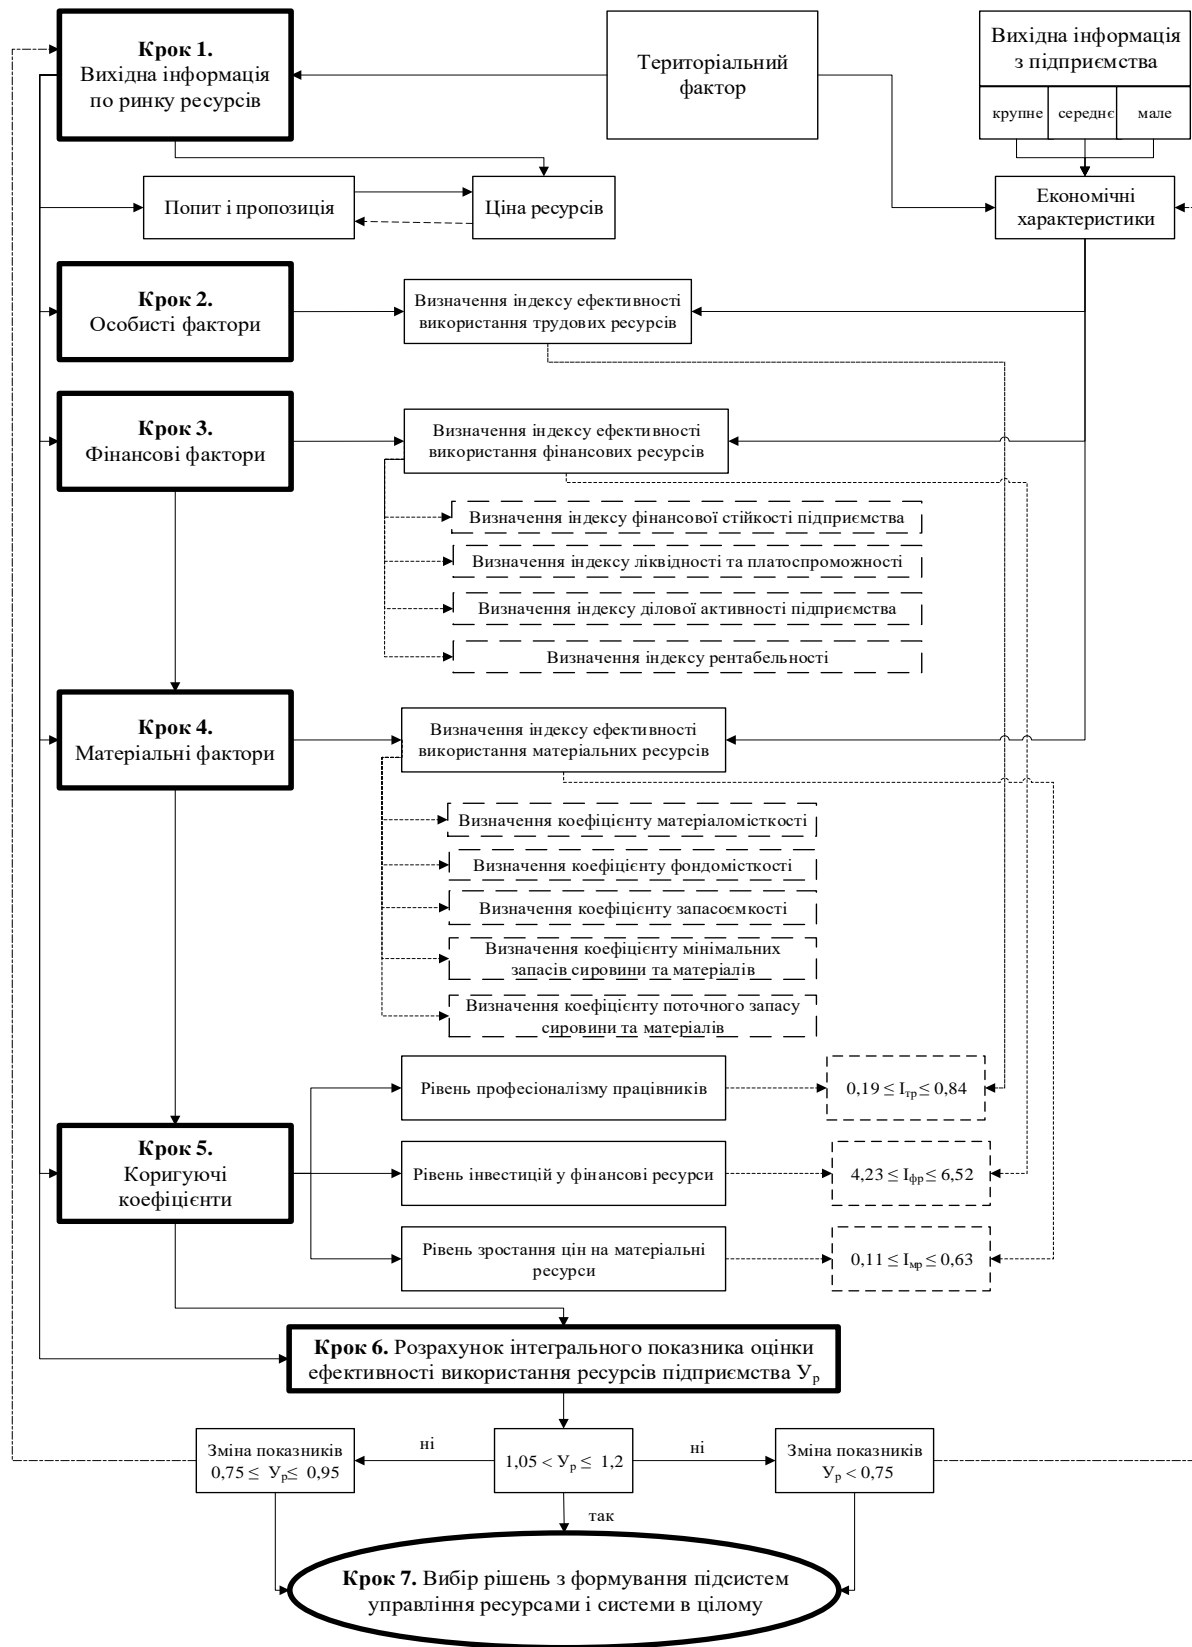 Крок 1.
Вихідна інформація
по ринку ресурсів
Територіальний
фактор
Вихідна інформація
з підприємства
крупне
середнє
мале
Попит і пропозиція
Ціна ресурсів
Економічні
характеристики
Крок 2.
Особисті фактори
Визначення індексу ефективності
використання трудових ресурсів
Крок 3.
Фінансові фактори
Визначення індексу ефективності
використання фінансових ресурсів
Визначення індексу фінансової стійкості підприємства
Визначення індексу ліквідності та платоспроможності
Визначення індексу ділової активності підприємства
Визначення індексу рентабельності
Крок 4.
Матеріальні фактори
Визначення індексу ефективності
використання матеріальних ресурсів
Визначення коефіцієнту матеріаломісткості
Визначення коефіцієнту фондомісткості
Визначення коефіцієнту запасоємкості
Визначення коефіцієнту мінімальних
запасів сировини та матеріалів
Визначення коефіцієнту поточного запасу
сировини та матеріалів
Рівень професіоналізму працівників
0,19 ≤ Iтр ≤ 0,84
Крок 5.
Коригуючі
коефіцієнти
Рівень інвестицій у фінансові ресурси
4,23 ≤ Iфр ≤ 6,52
Рівень зростання цін на матеріальні
ресурси
0,11 ≤ Iмр ≤ 0,63
Крок 6. Розрахунок інтегрального показника оцінки
ефективності використання ресурсів підприємства Ур
Зміна показників
0,75 ≤ Ур ≤ 0,95
ні
1,05 < Ур ≤ 1,2
ні
Зміна показників
Ур < 0,75
так
Крок 7. Вибір рішень з формування підсистем
управління ресурсами і системи в цілому